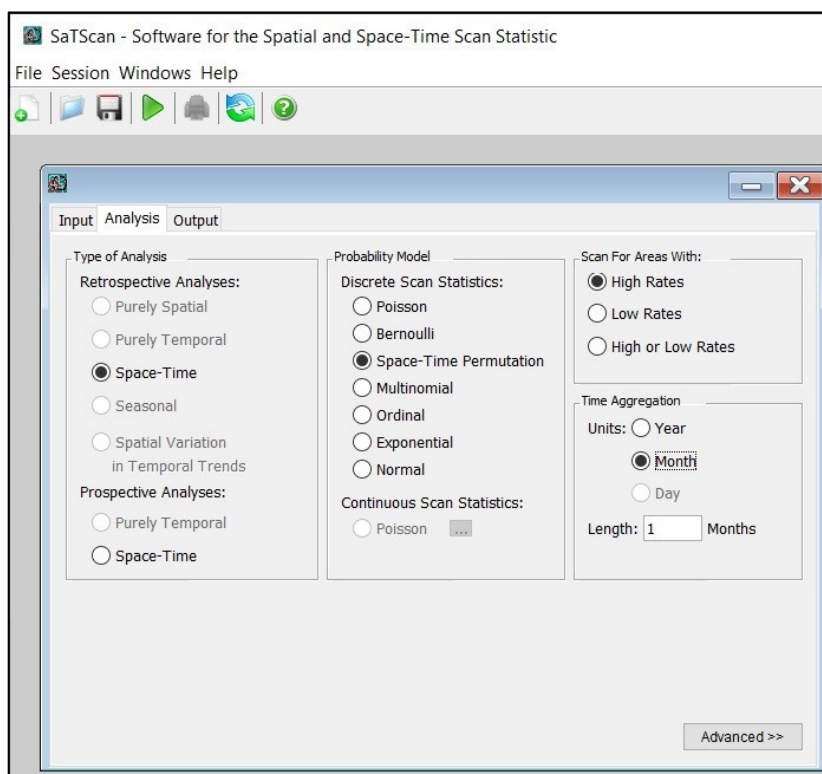 SaTScan - Software for the Spatial and Space-Time Scan Statistic
File Session Windows Help
Input Analysis Output
Type of Analysis
Retrospective Analyses:
Purely Spatial
Purely Temporal
Space-Time
Seasonal
Spatial Variation
in Temporal Trends
Prospective Analyses:
Purely Temporal
Space-Time
Probability Model
Discrete Scan Statistics:
Poisson
Bernoulli
Space-Time Permutation
Multinomial
Ordinal
Exponential
Normal
Continuous Scan Statistics:
Poisson ...
Scan For Areas With:
High Rates
Low Rates
High or Low Rates
Time Aggregation
Units: Year
Month
Day
Length: 1 Months
Advanced >>